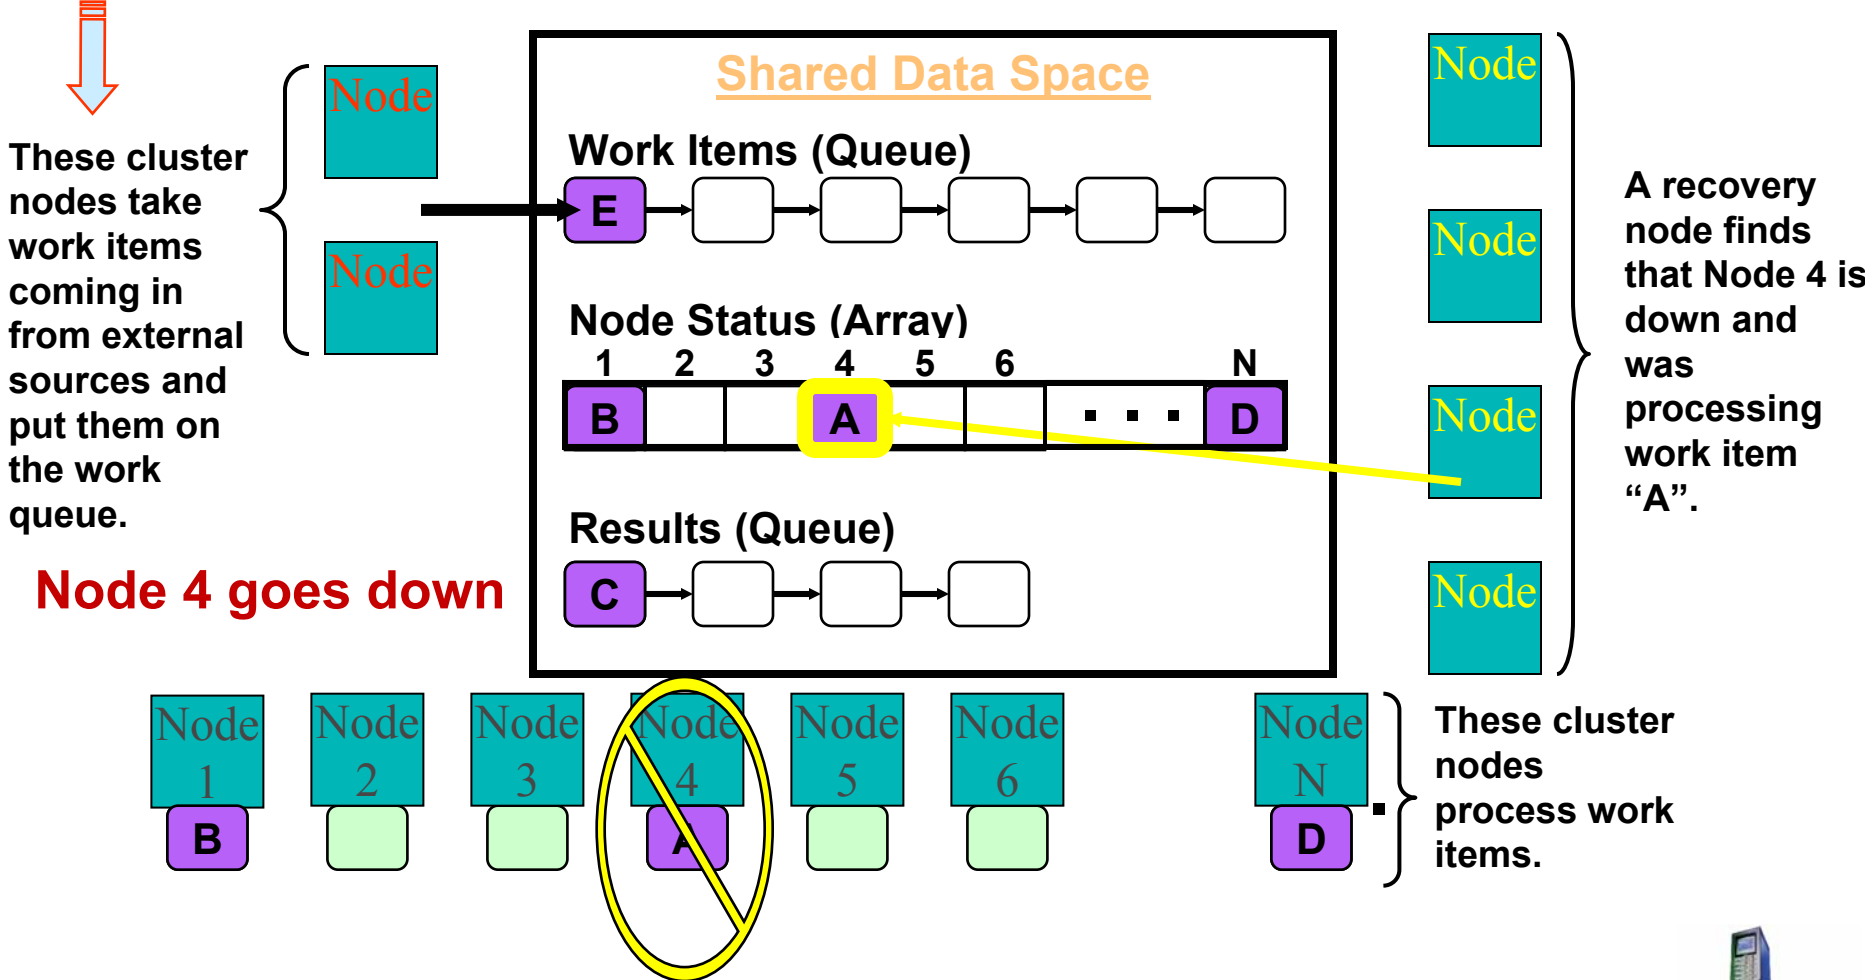 Shared Data Space
Node
Node
These cluster
nodes take
work items
coming in
from external
sources and
put them on
the work
queue.
Work Items (Queue)
E
Node Status (Array)
1 2 3 4 5 6 N
B A . . . D
Results (Queue)
C
Node 4 goes down
Node
Node
Node
Node
A recovery
node finds
that Node 4 is
down and
was
processing
work item
“A”.
Node
1
B
Node
2
Node
3
Node
4
A
Node
5
Node
6
Node
N
D
.
These cluster
nodes
process work
items.